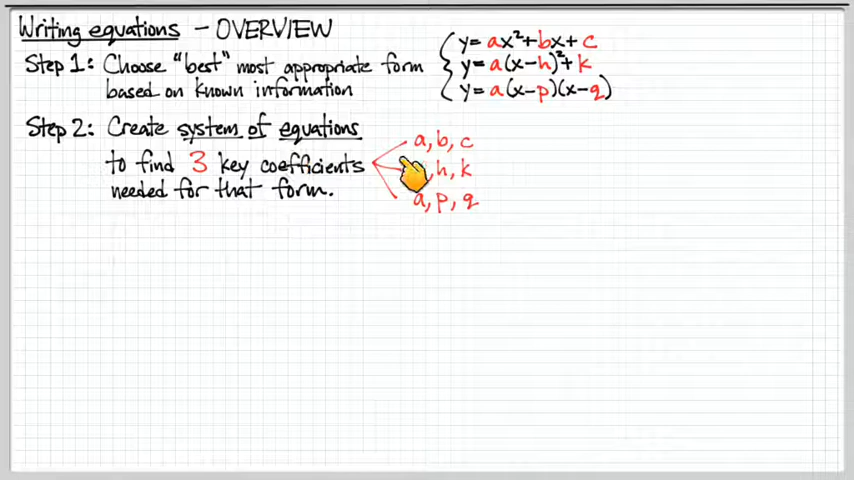 Writing equations - OVERVIEW
Step 1: Choose "best" most appropriate form
based on known information
y=ax²+bx+c
y=a(x-h)²+k
y=a(x-p)(x-q)
Step 2: Create system of equations
to find 3 key coefficients
needed for that form.
a, b, c
, h, k
a, p, q